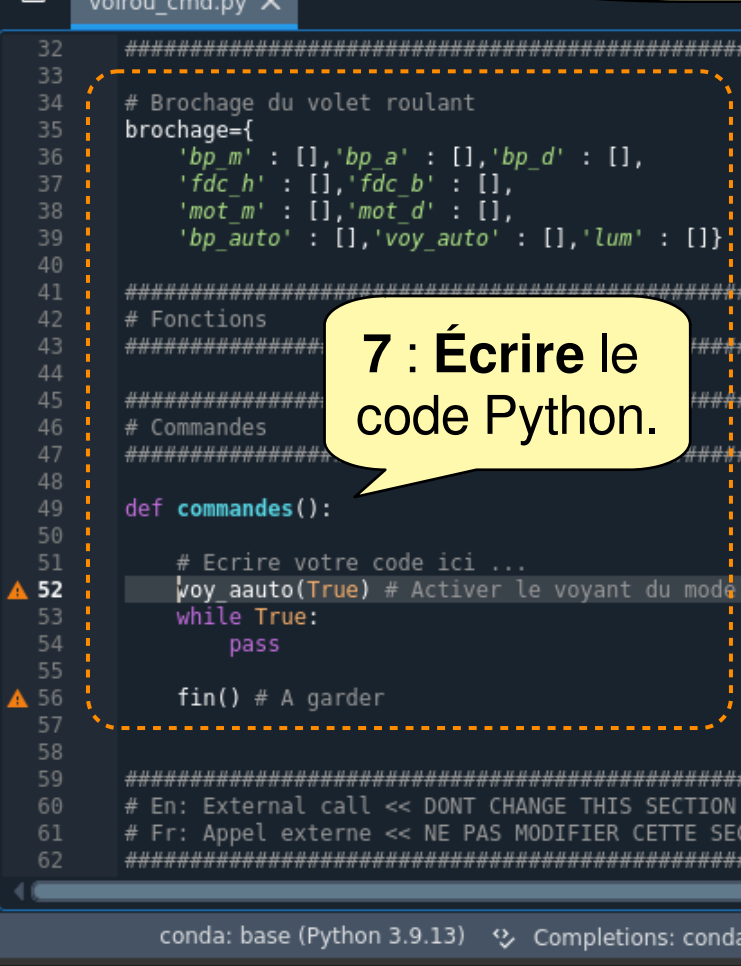 volrou_cmd.py ×
32 ###############################################
33
34 # Brochage du volet roulant
35 brochage={
36     'bp_m' : [],'bp_a' : [],'bp_d' : [],
37     'fdc_h' : [],'fdc_b' : [],
38     'mot_m' : [],'mot_d' : [],
39     'bp_auto' : [],'voy_auto' : [],'lum' : []}
40
41 ###############################################
42 # Fonctions
43 ###############################################
44
45 ###############################################
46 # Commandes
47 ###############################################
7 : Écrire le
code Python.
48
49 def commandes():
50
51     # Ecrire votre code ici ...
52     voy_aauto(True) # Activer le voyant du mode
53     while True:
54         pass
55
56     fin() # A garder
57
58
59 ###############################################
60 # En: External call << DONT CHANGE THIS SECTION
61 # Fr: Appel externe << NE PAS MODIFIER CETTE SEC
62 ###############################################
conda: base (Python 3.9.13) Completions: conda